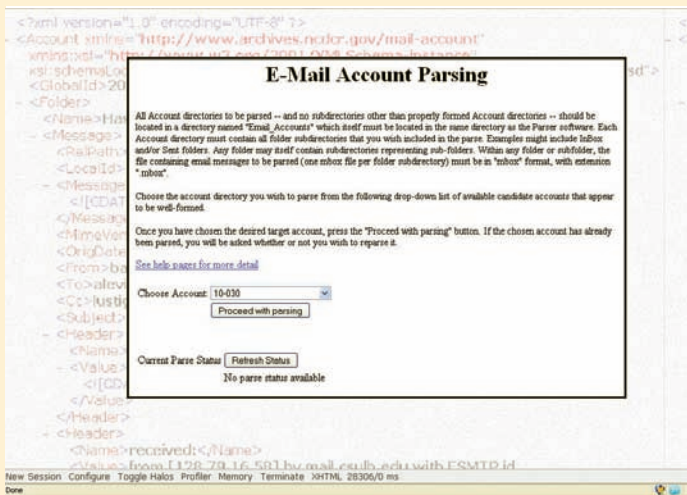 <?xml version="1.0" encoding="UTF-8" ?>
- <Account xmlns="http://www.archives.ncdcr.gov/mail-account"
xmlns:xsi="http://www.w3.org/2001/XMLSchema-instance"
xsi:schemaLoc sd">
<GlobalId>20
- <Folder>
<Name>Hav
- <Message>
<RelPath>
<LocalId>
- <Message
<![CDAT
</Message
<MimeVer
<OrigDate
<From>ba
<To>alevi
<Cc>lustig
<Subject>
- <Header>
<Name>
- <Value>
<![CDA
</Value>
</Header>
- <Header>
<Name>received:</Name>
<Value>from [128.79.16.58] by mail.csulb.edu with ESMTP id
E-Mail Account Parsing
All Account directories to be parsed -- and no subdirectories other than properly formed Account directories -- should be
located in a directory named "Email_Accounts" which itself must be located in the same directory as the Parser software. Each
Account directory must contain all folder subdirectories that you wish included in the parse. Examples might include InBox
and/or Sent folders. Any folder may itself contain subdirectories representing sub-folders. Within any folder or subfolder, the
file containing email messages to be parsed (one mbox file per folder subdirectory) must be in "mbox" format, with extension
".mbox".
Choose the account directory you wish to parse from the following drop-down list of available candidate accounts that appear
to be well-formed.
Once you have chosen the desired target account, press the "Proceed with parsing" button. If the chosen account has already
been parsed, you will be asked whether or not you wish to reparse it.
See help pages for more detail
Choose Account: 10-030
Proceed with parsing
Current Parse Status Refresh Status
No parse status available
New Session Configure Toggle Halos Profiler Memory Terminate XHTML 28306/0 ms
Done